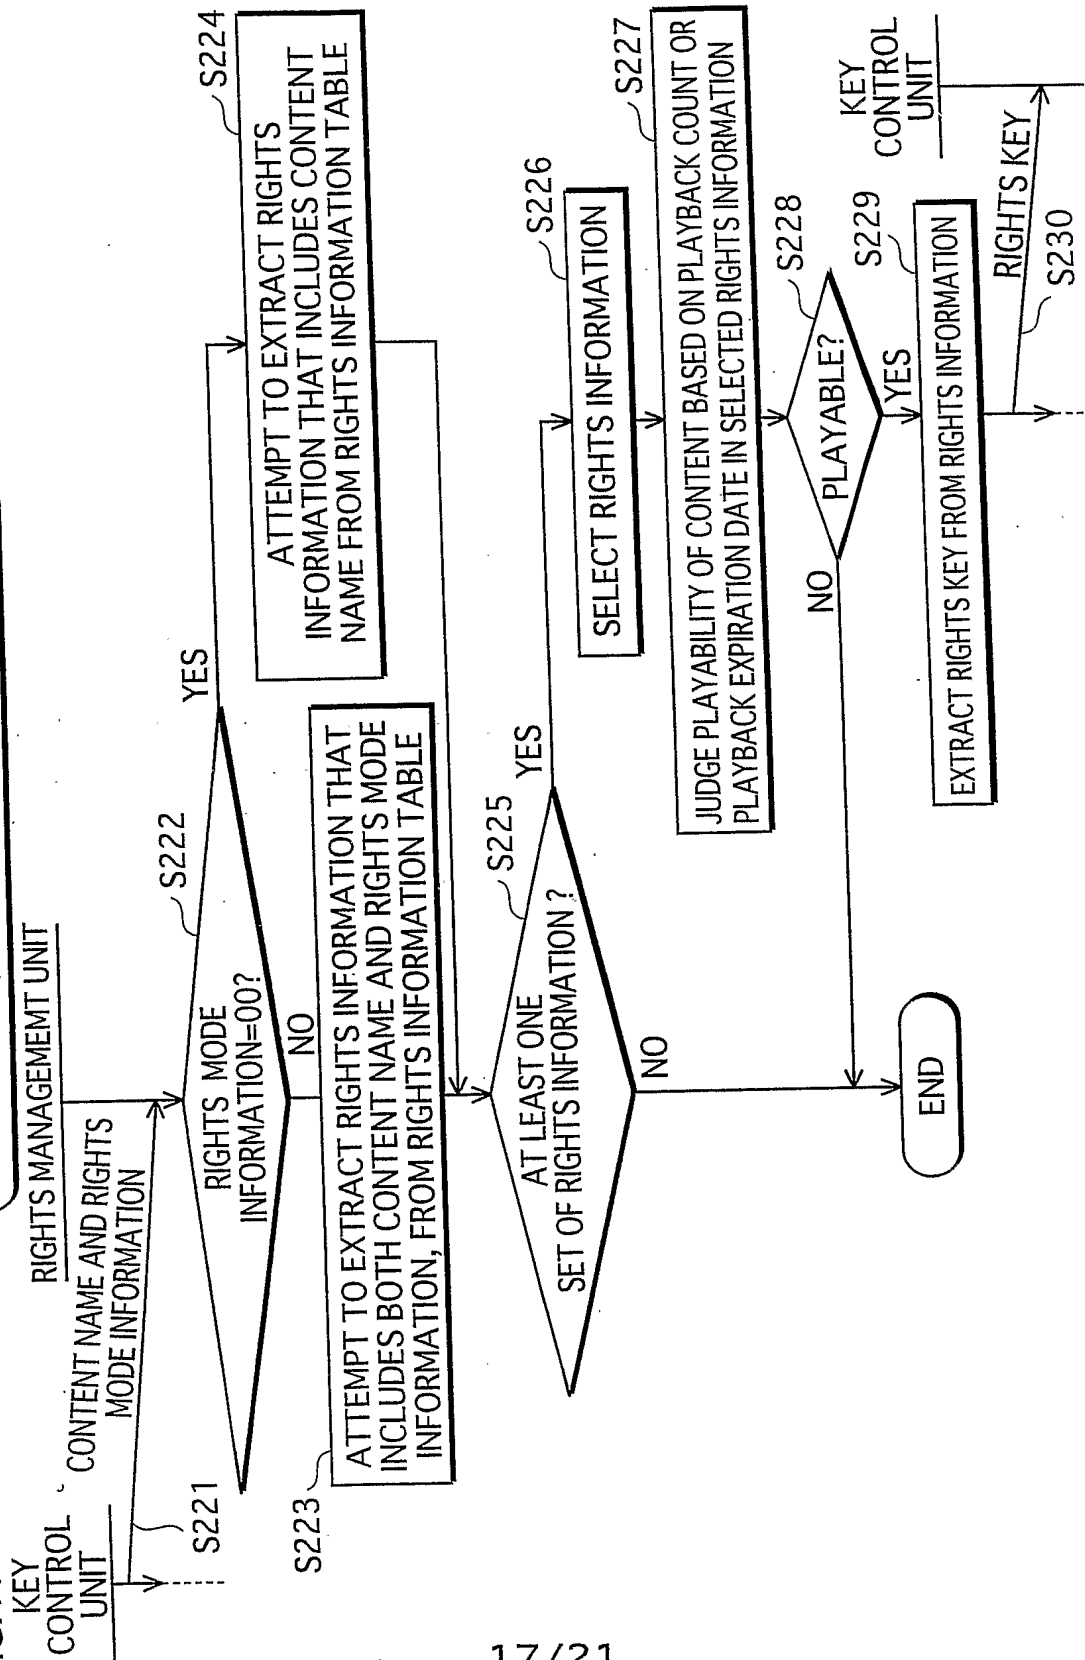 KEY
CONTROL
UNIT
S221
CONTENT NAME AND RIGHTS
MODE INFORMATION
RIGHTS MANAGEMEMT UNIT
S222
RIGHTS MODE
INFORMATION=00?
YES
NO
S223
ATTEMPT TO EXTRACT RIGHTS INFORMATION THAT
INCLUDES BOTH CONTENT NAME AND RIGHTS MODE
INFORMATION, FROM RIGHTS INFORMATION TABLE
S224
ATTEMPT TO EXTRACT RIGHTS
INFORMATION THAT INCLUDES CONTENT
NAME FROM RIGHTS INFORMATION TABLE
S225
AT LEAST ONE
SET OF RIGHTS INFORMATION?
YES
NO
S226
SELECT RIGHTS INFORMATION
S227
JUDGE PLAYABILITY OF CONTENT BASED ON PLAYBACK COUNT OR
PLAYBACK EXPIRATION DATE IN SELECTED RIGHTS INFORMATION
S228
PLAYABLE?
NO
YES
S229
EXTRACT RIGHTS KEY FROM RIGHTS INFORMATION
KEY
CONTROL
UNIT
RIGHTS KEY
S230
END
17/21